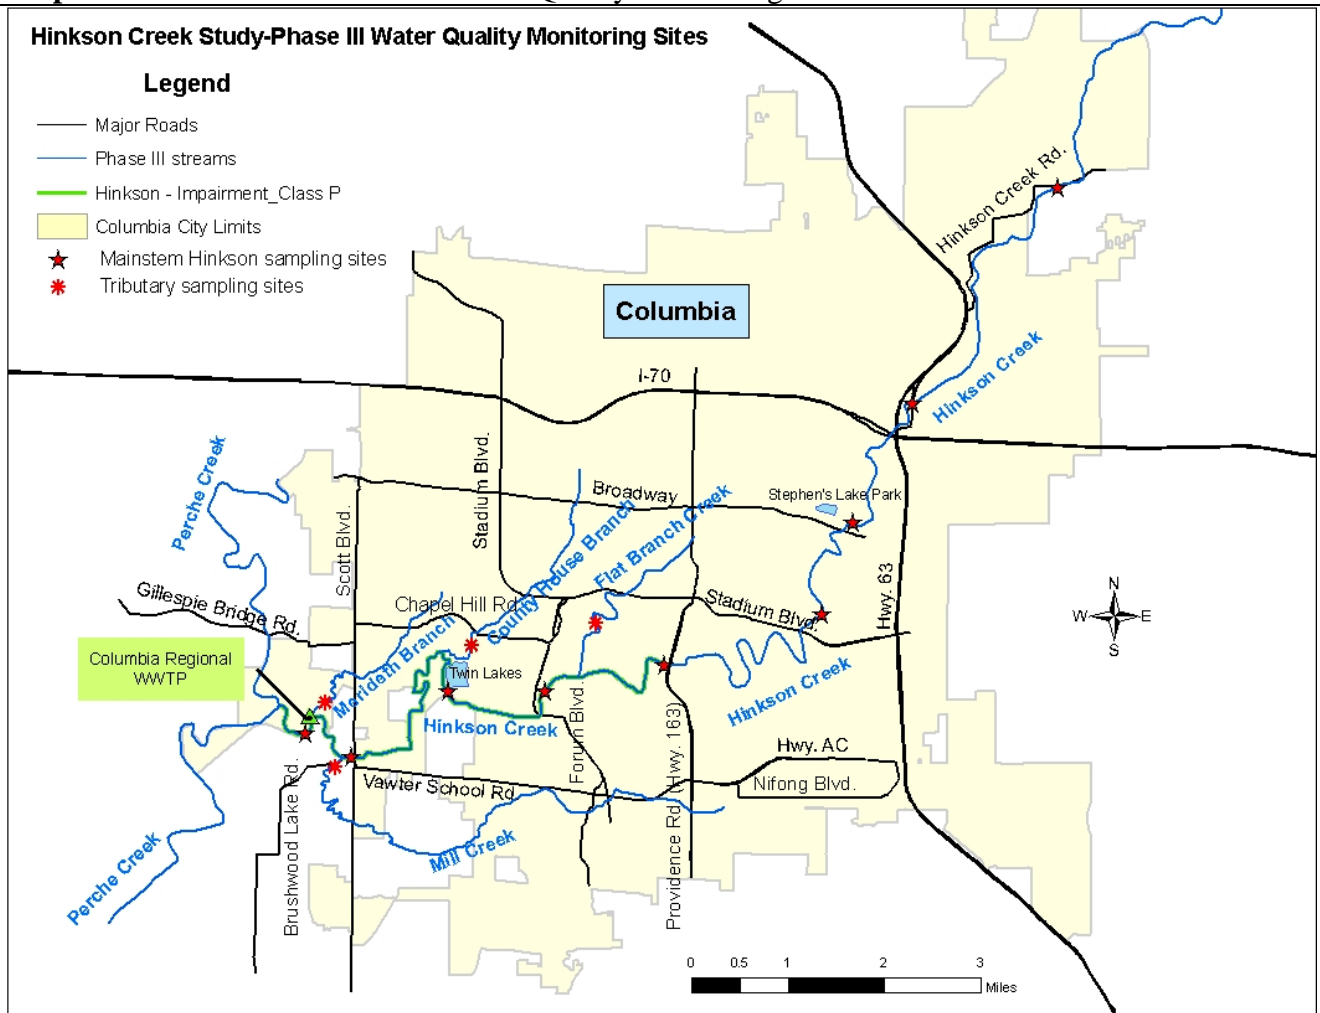 Hinkson Creek Study-Phase III Water Quality Monitoring Sites
Legend
Major Roads
Phase III streams
Hinkson - Impairment_Class P
Columbia City Limits
Mainstem Hinkson sampling sites
Tributary sampling sites
Hinkson Creek Rd.
Columbia
I-70
Hinkson Creek
Perche Creek
Stadium Blvd.
Broadway
Stephen's Lake Park
Scott Blvd.
County House Branch
Flat Branch Creek
Hwy. 63
N
W
E
S
Gillespie Bridge Rd.
Chapel Hill Rd.
Stadium Blvd.
Columbia Regional
WWTP
Merideth Branch
Twin Lakes
Hinkson Creek
Hinkson Creek
Forum Blvd.
Providence Rd. (Hwy. 163)
Hwy. AC
Nifong Blvd.
Vawter School Rd
Brushwood Lake Rd.
Mill Creek
Perche Creek
0 0.5 1 2 3
Miles